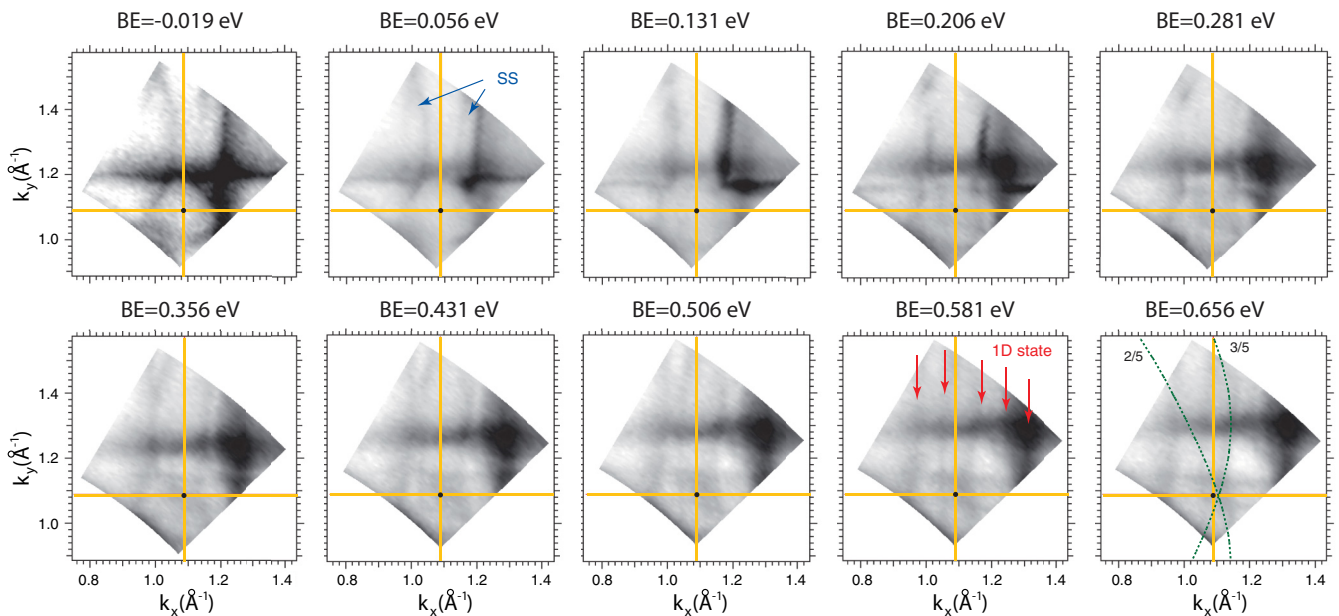 BE=-0.019 eV BE=0.056 eV BE=0.131 eV BE=0.206 eV BE=0.281 eV
SS
1.4
1.2
1.0
k_y(Å⁻¹)
BE=0.356 eV BE=0.431 eV BE=0.506 eV BE=0.581 eV BE=0.656 eV
1D state
2/5 3/5
1.4
1.2
1.0
k_y(Å⁻¹)
0.8 1.0 1.2 1.4 0.8 1.0 1.2 1.4 0.8 1.0 1.2 1.4 0.8 1.0 1.2 1.4 0.8 1.0 1.2 1.4
k_x(Å⁻¹) k_x(Å⁻¹) k_x(Å⁻¹) k_x(Å⁻¹) k_x(Å⁻¹)